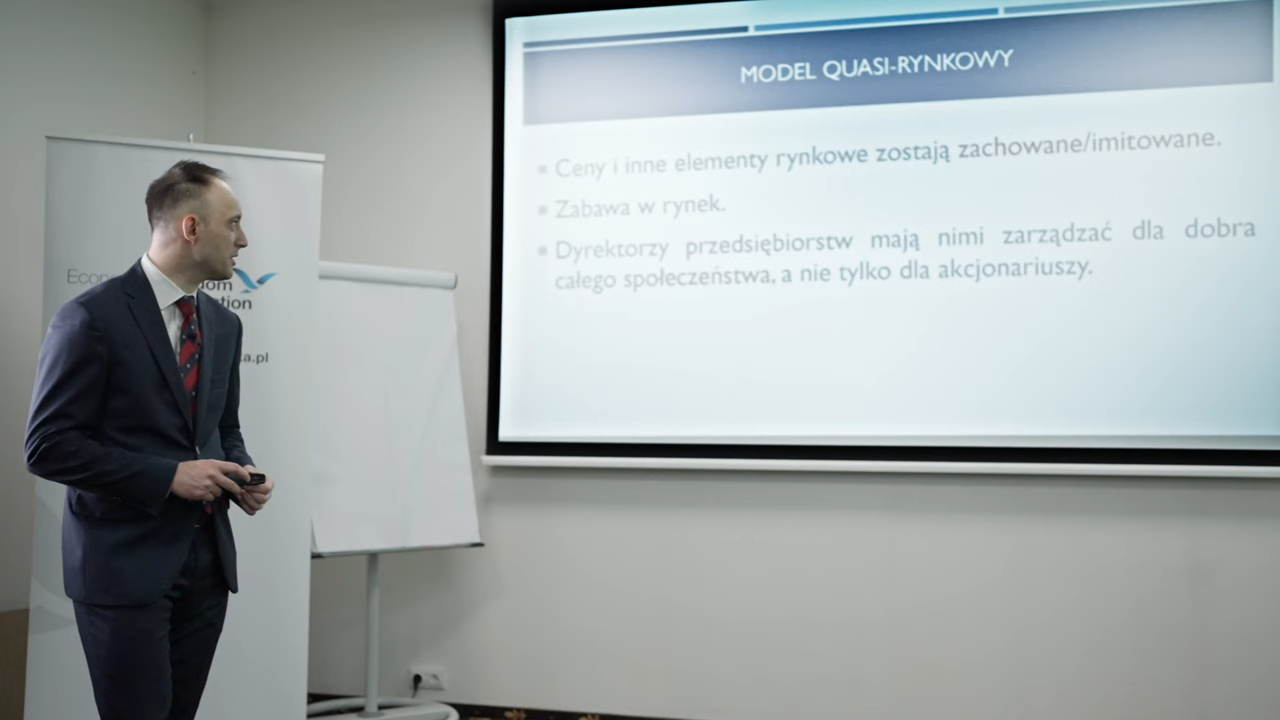 MODEL QUASI-RYNKOWY
Ceny i inne elementy rynkowe zostają zachowane/imitowane.
Zabawa w rynek.
Dyrektorzy przedsiębiorstw mają nimi zarządzać dla dobra
całego społeczeństwa, a nie tylko dla akcjonariuszy.